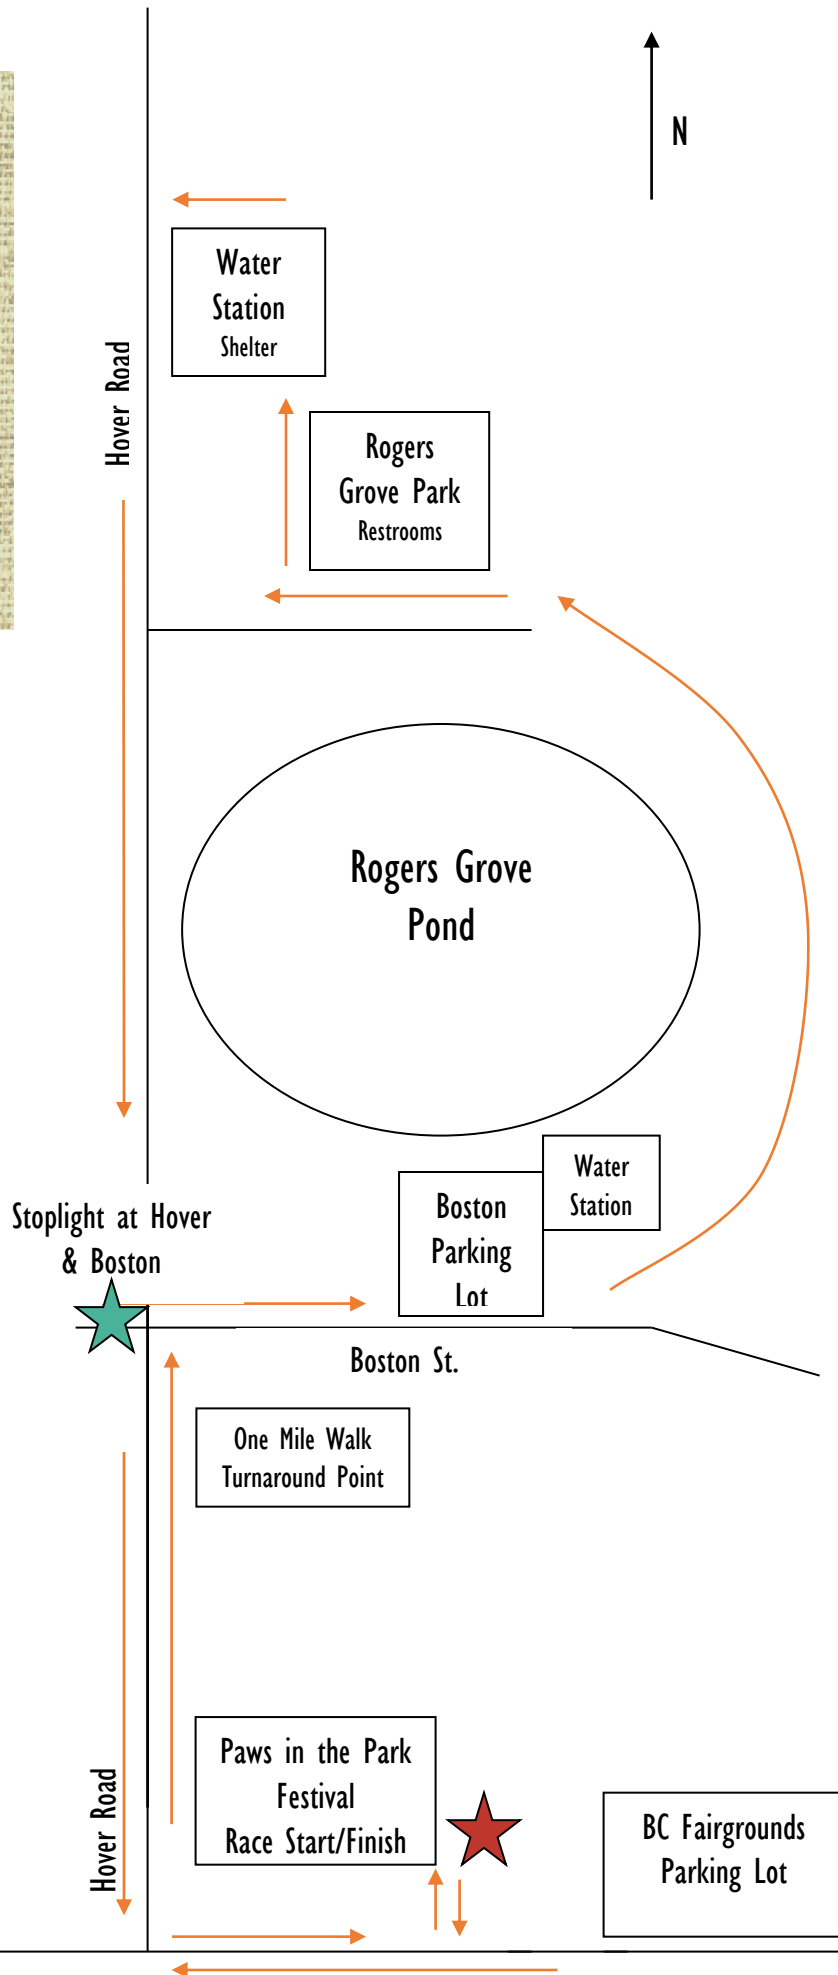 N
Water
Station
Shelter
Hover Road
Rogers
Grove Park
Restrooms
Rogers Grove
Pond
Water
Station
Boston
Parking
Lot
Stoplight at Hover
& Boston
Boston St.
One Mile Walk
Turnaround Point
Paws in the Park
Festival
Race Start/Finish
Hover Road
BC Fairgrounds
Parking Lot